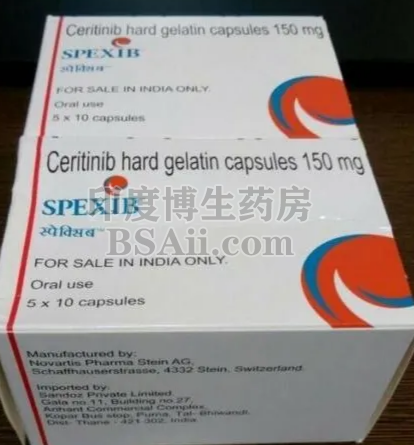 Ceritinib hard gelatin capsules 150 mg
SPEXIB
स्पेक्सिब™
FOR SALE IN INDIA ONLY.
Oral use
5 x 10 capsules
Ceritinib hard gelatin capsules 150 mg
SPEXIB
स्पेक्सिब™
印度博生药房
BSAii.com
FOR SALE IN INDIA ONLY.
Oral use
5 x 10 capsules
Manufactured by:
Novartis Pharma Stein AG,
Schaffhauserstrasse, 4332 Stein, Switzerland.
Imported by:
Sandoz Private Limited
Gala no 11, Building no 27,
Arihant Commercial Complex,
Kopar Bus stop, Purna, Tal- Bhiwandi,
Dist- Thane - 421 302, India